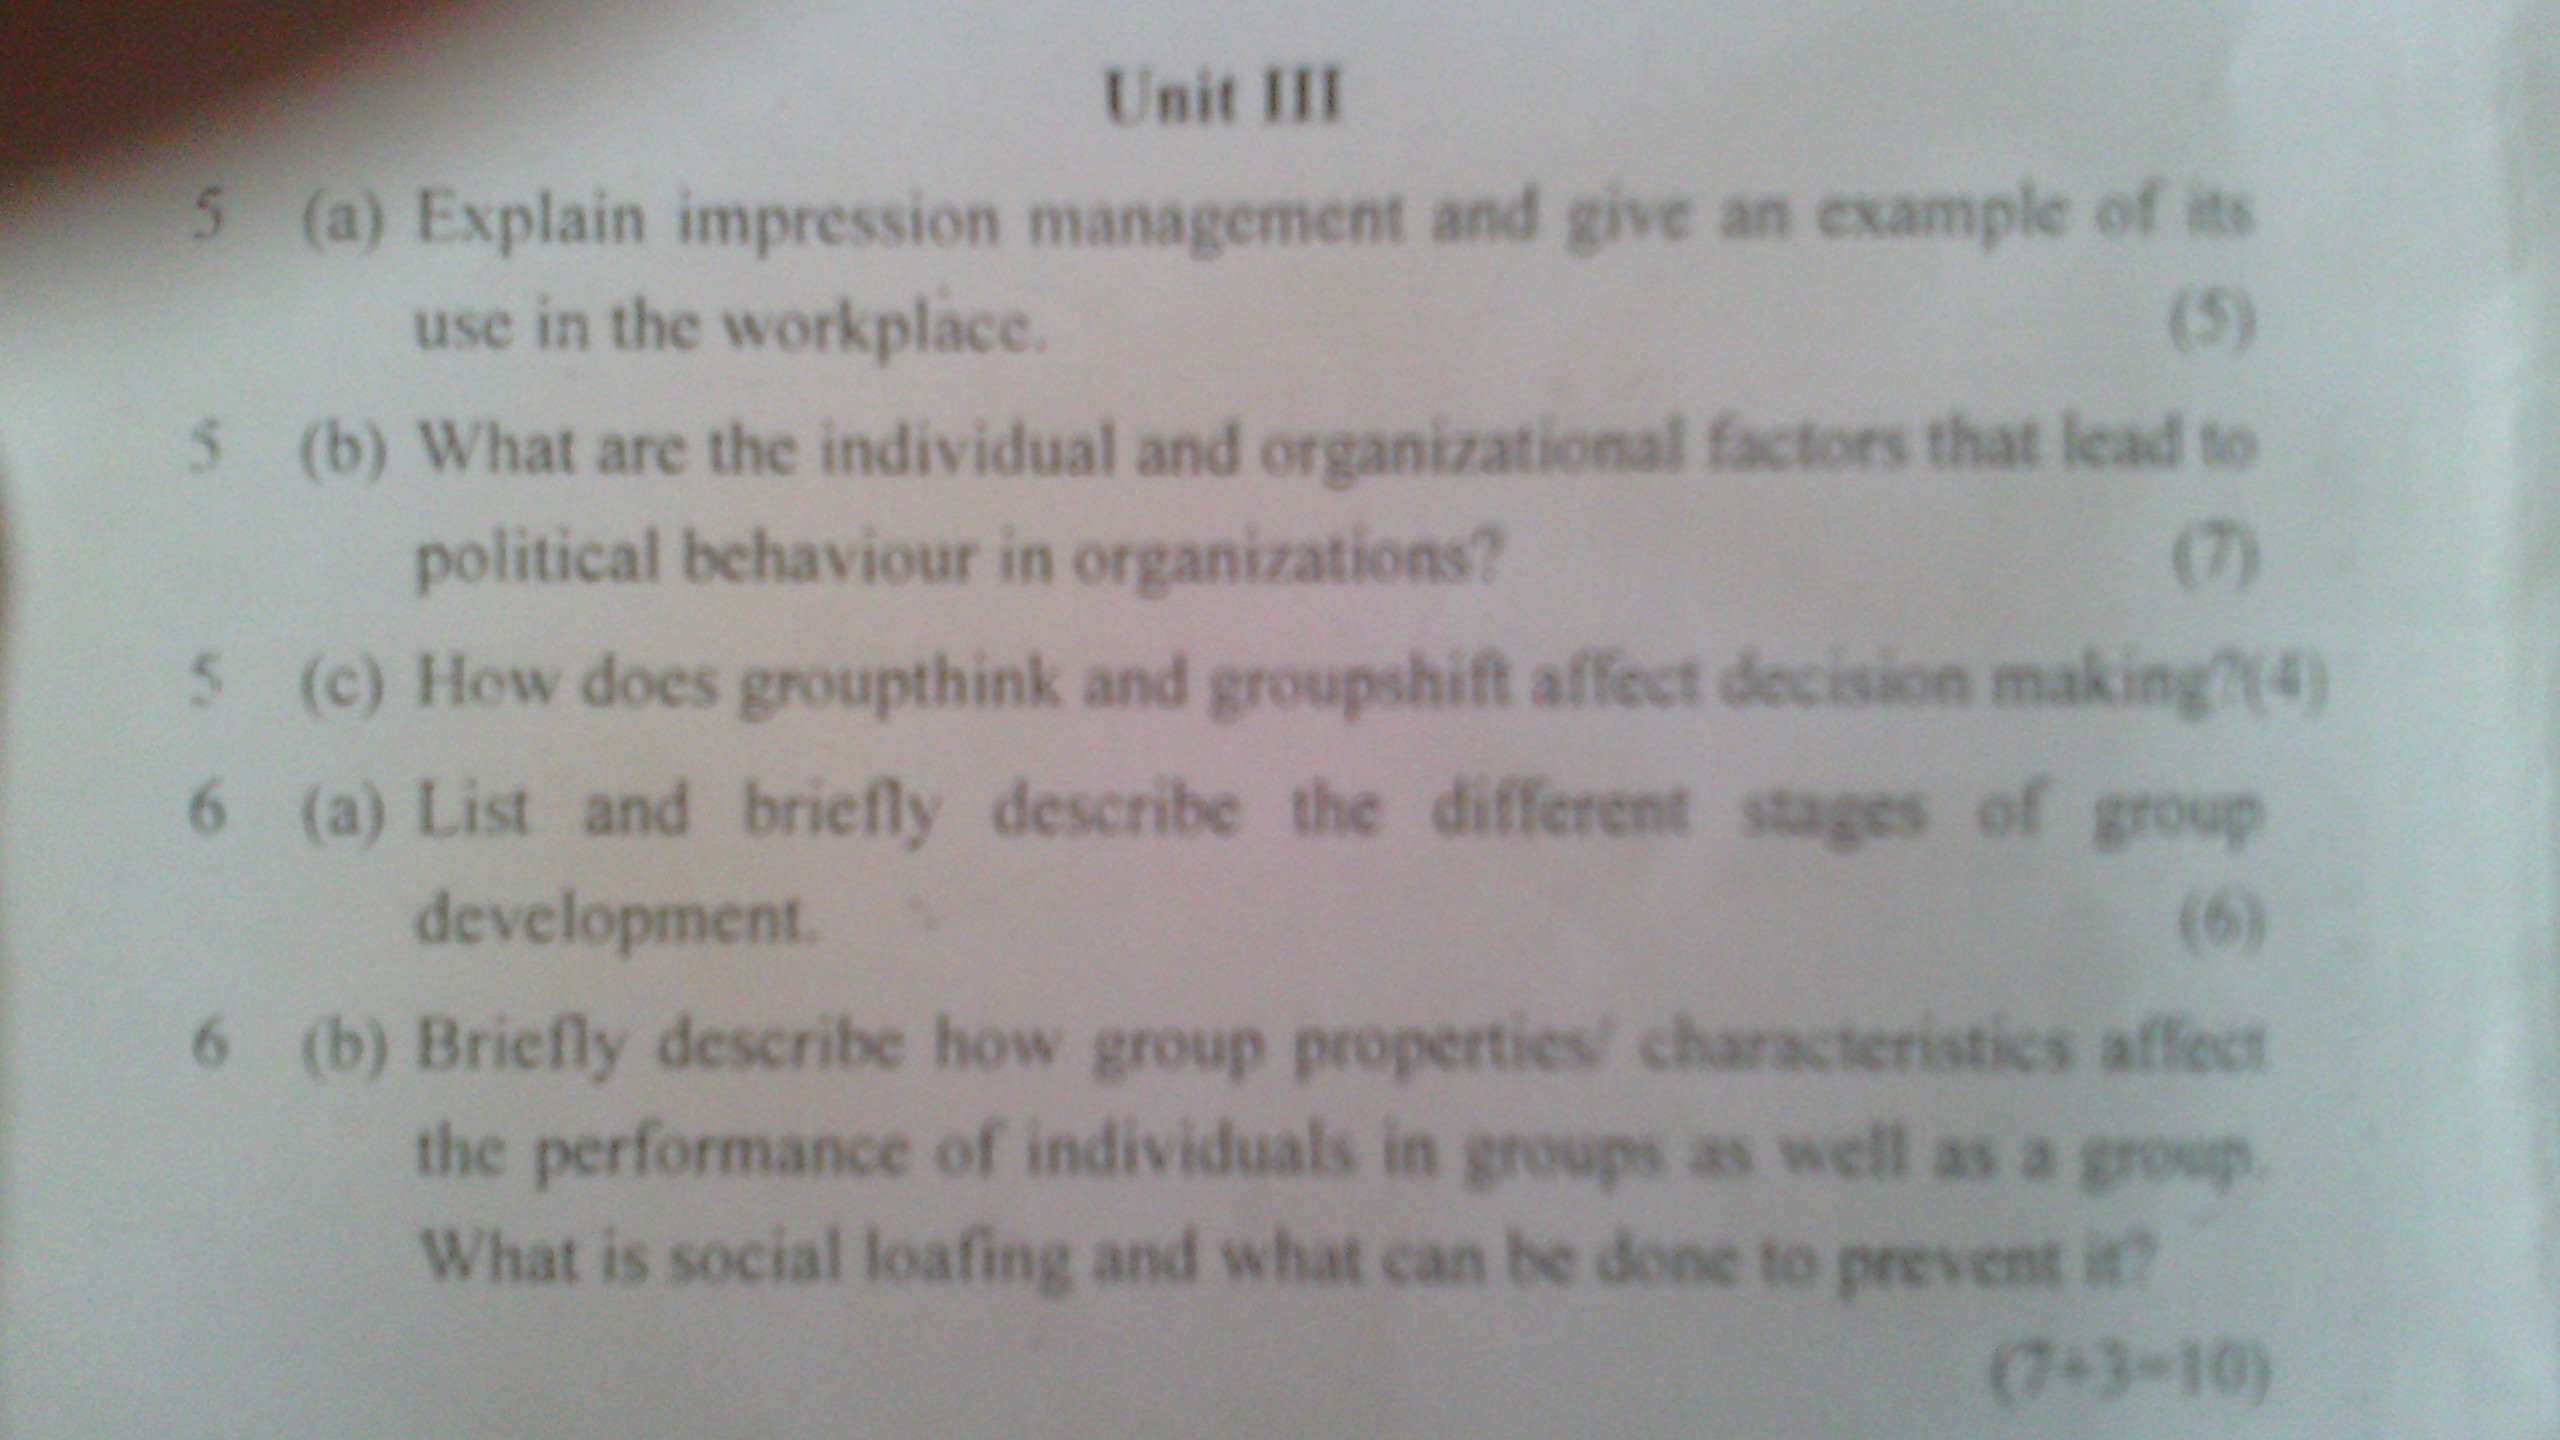 Unit III
5 (a) Explain impression management and give an example of its
use in the workplace. (5)
5 (b) What are the individual and organizational factors that lead to
political behaviour in organizations? (7)
5 (c) How does groupthink and groupshift affect decision making?(4)
6 (a) List and briefly describe the different stages of group
development. (6)
6 (b) Briefly describe how group properties/ characteristics affect
the performance of individuals in groups as well as a group.
What is social loafing and what can be done to prevent it?
(7+3=10)